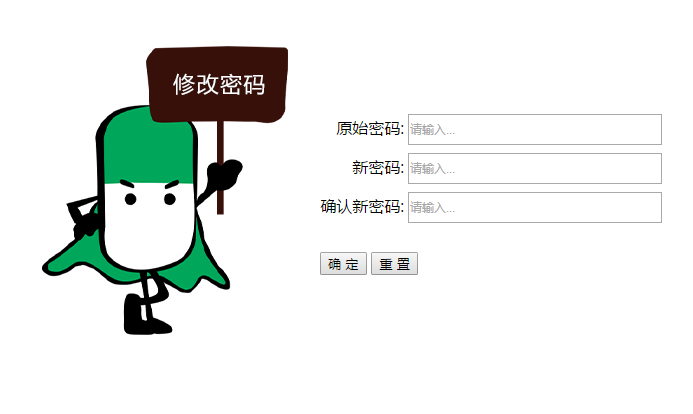 修改密码
原始密码: 请输入...
新密码: 请输入...
确认新密码: 请输入...
确 定 重 置